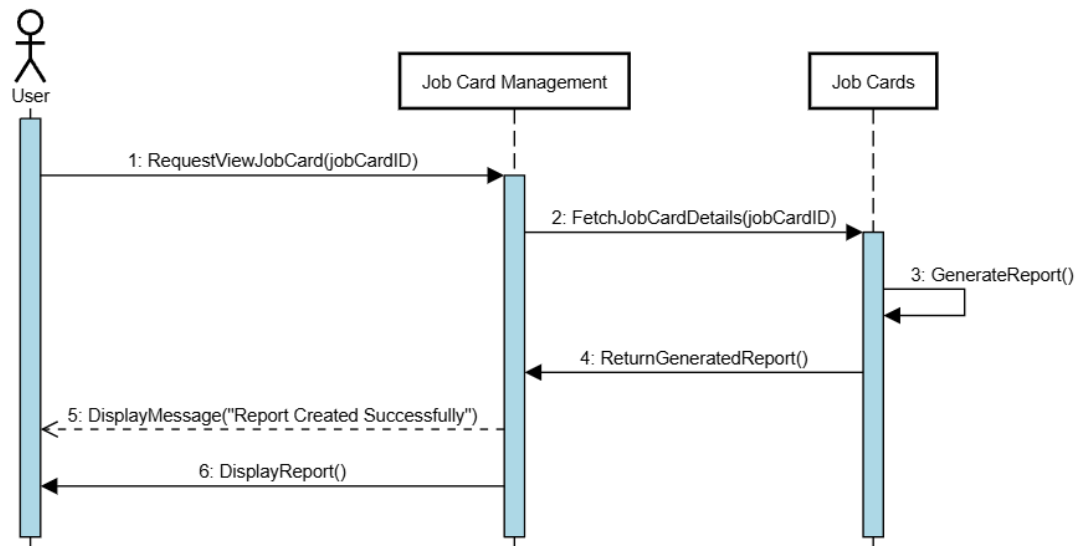 User
Job Card Management
Job Cards
1: RequestViewJobCard(jobCardID)
2: FetchJobCardDetails(jobCardID)
3: GenerateReport()
4: ReturnGeneratedReport()
5: DisplayMessage("Report Created Successfully")
6: DisplayReport()